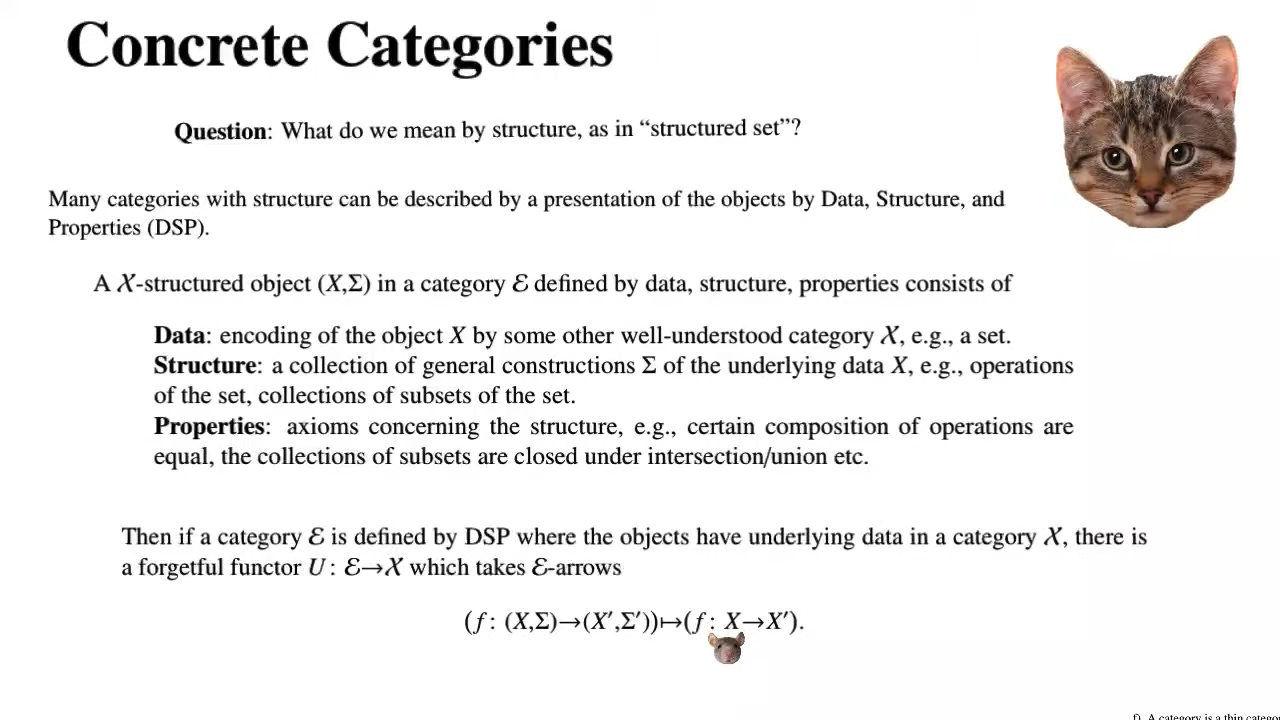 Concrete Categories
Question: What do we mean by structure, as in “structured set”?
Many categories with structure can be described by a presentation of the objects by Data, Structure, and
Properties (DSP).
A 𝒳-structured object (X,Σ) in a category ℰ defined by data, structure, properties consists of
Data: encoding of the object X by some other well-understood category 𝒳, e.g., a set.
Structure: a collection of general constructions Σ of the underlying data X, e.g., operations
of the set, collections of subsets of the set.
Properties: axioms concerning the structure, e.g., certain composition of operations are
equal, the collections of subsets are closed under intersection/union etc.
Then if a category ℰ is defined by DSP where the objects have underlying data in a category 𝒳, there is
a forgetful functor U: ℰ→𝒳 which takes ℰ-arrows
(f: (X,Σ)→(X′,Σ′))↦(f: X→X′).
f) A category is a thin